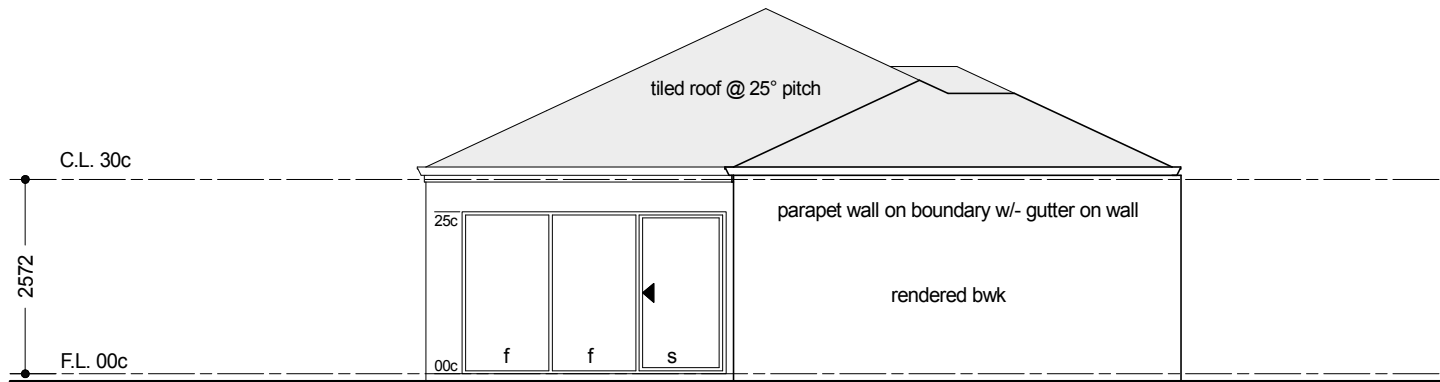 tiled roof @ 25° pitch
C.L. 30c
parapet wall on boundary w/- gutter on wall
25c
2572
rendered bwk
f f s
F.L. 00c
00c